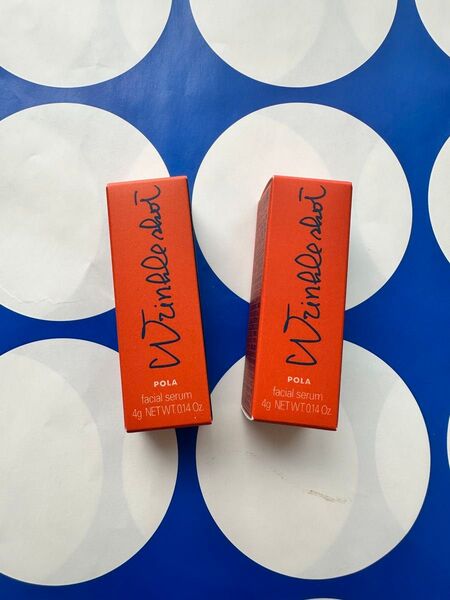 Wrinkle shot
POLA
facial serum
4g NET WT.0.14 Oz.
Wrinkle shot
POLA
facial serum
4g NET WT.0.14 Oz.